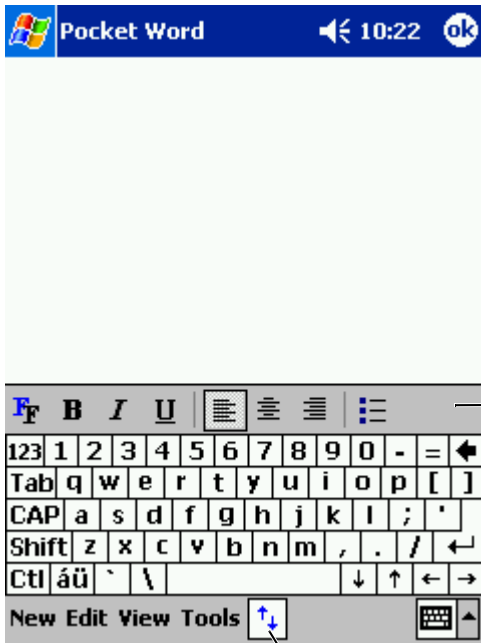 Pocket Word 10:22 ok
FF B I U
123 1 2 3 4 5 6 7 8 9 0 - = 🡄
Tab q w e r t y u i o p [ ]
CAP a s d f g h j k l ; '
Shift z x c v b n m , . / ↵
Ctl áü ` \ ↓ ↑ ← →
New Edit View Tools